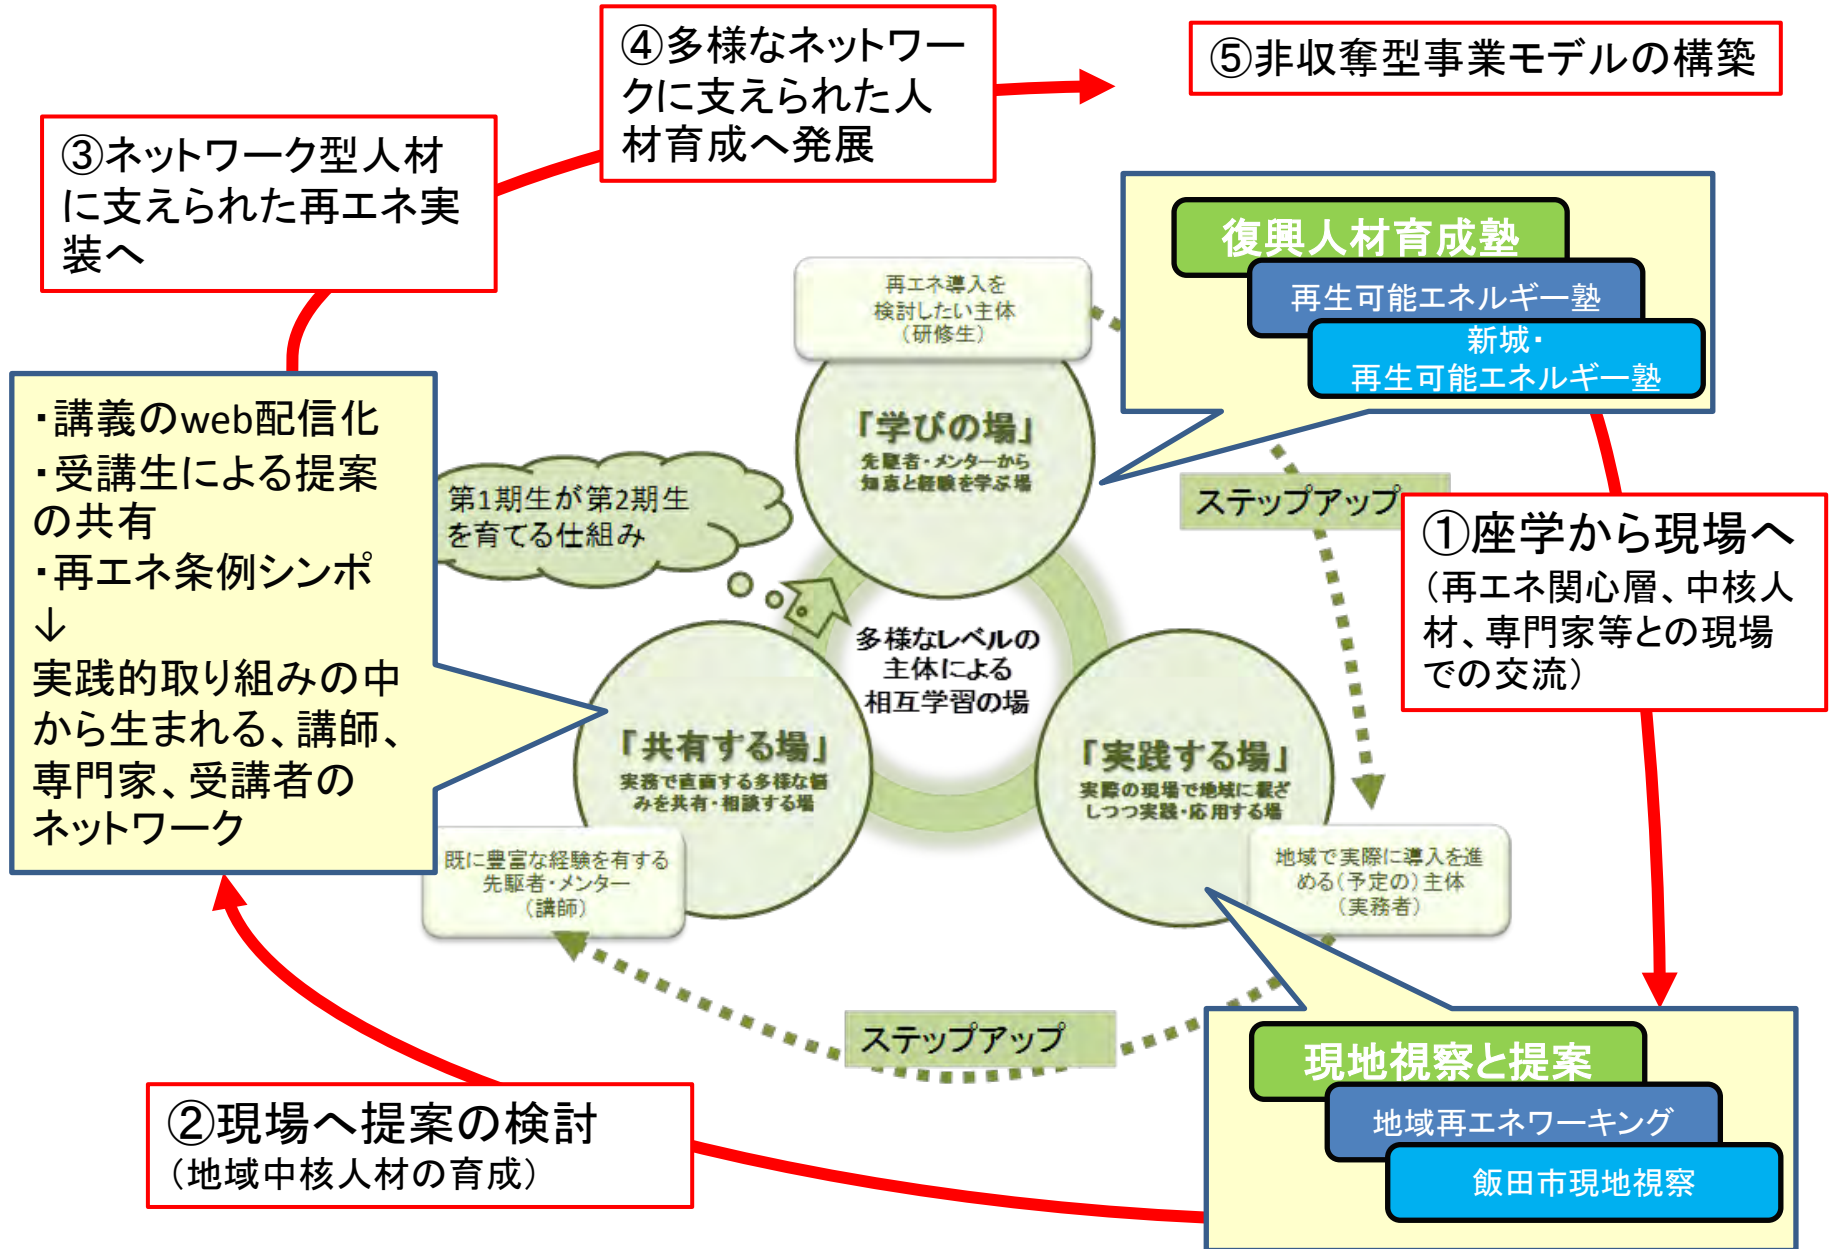 ④多様なネットワー
クに支えられた人
材育成へ発展
⑤非収奪型事業モデルの構築
③ネットワーク型人材
に支えられた再エネ実
装へ
復興人材育成塾
再生可能エネルギー塾
新城・
再生可能エネルギー塾
再エネ導入を
検討したい主体
(研修生)
「学びの場」
先駆者・メンターから
知恵と経験を学ぶ場
ステップアップ
①座学から現場へ
(再エネ関心層、中核人
材、専門家等との現場
での交流)
・講義のweb配信化
・受講生による提案
の共有
・再エネ条例シンポ
↓
実践的取り組みの中
から生まれる、講師、
専門家、受講者の
ネットワーク
第1期生が第2期生
を育てる仕組み
多様なレベルの
主体による
相互学習の場
「共有する場」
実務で直面する多様な悩
みを共有・相談する場
「実践する場」
実際の現場で地域に根ざ
しつつ実践・応用する場
既に豊富な経験を有する
先駆者・メンター
(講師)
地域で実際に導入を進
める(予定の)主体
(実務者)
ステップアップ
現地視察と提案
地域再エネワーキング
飯田市現地視察
②現場へ提案の検討
(地域中核人材の育成)